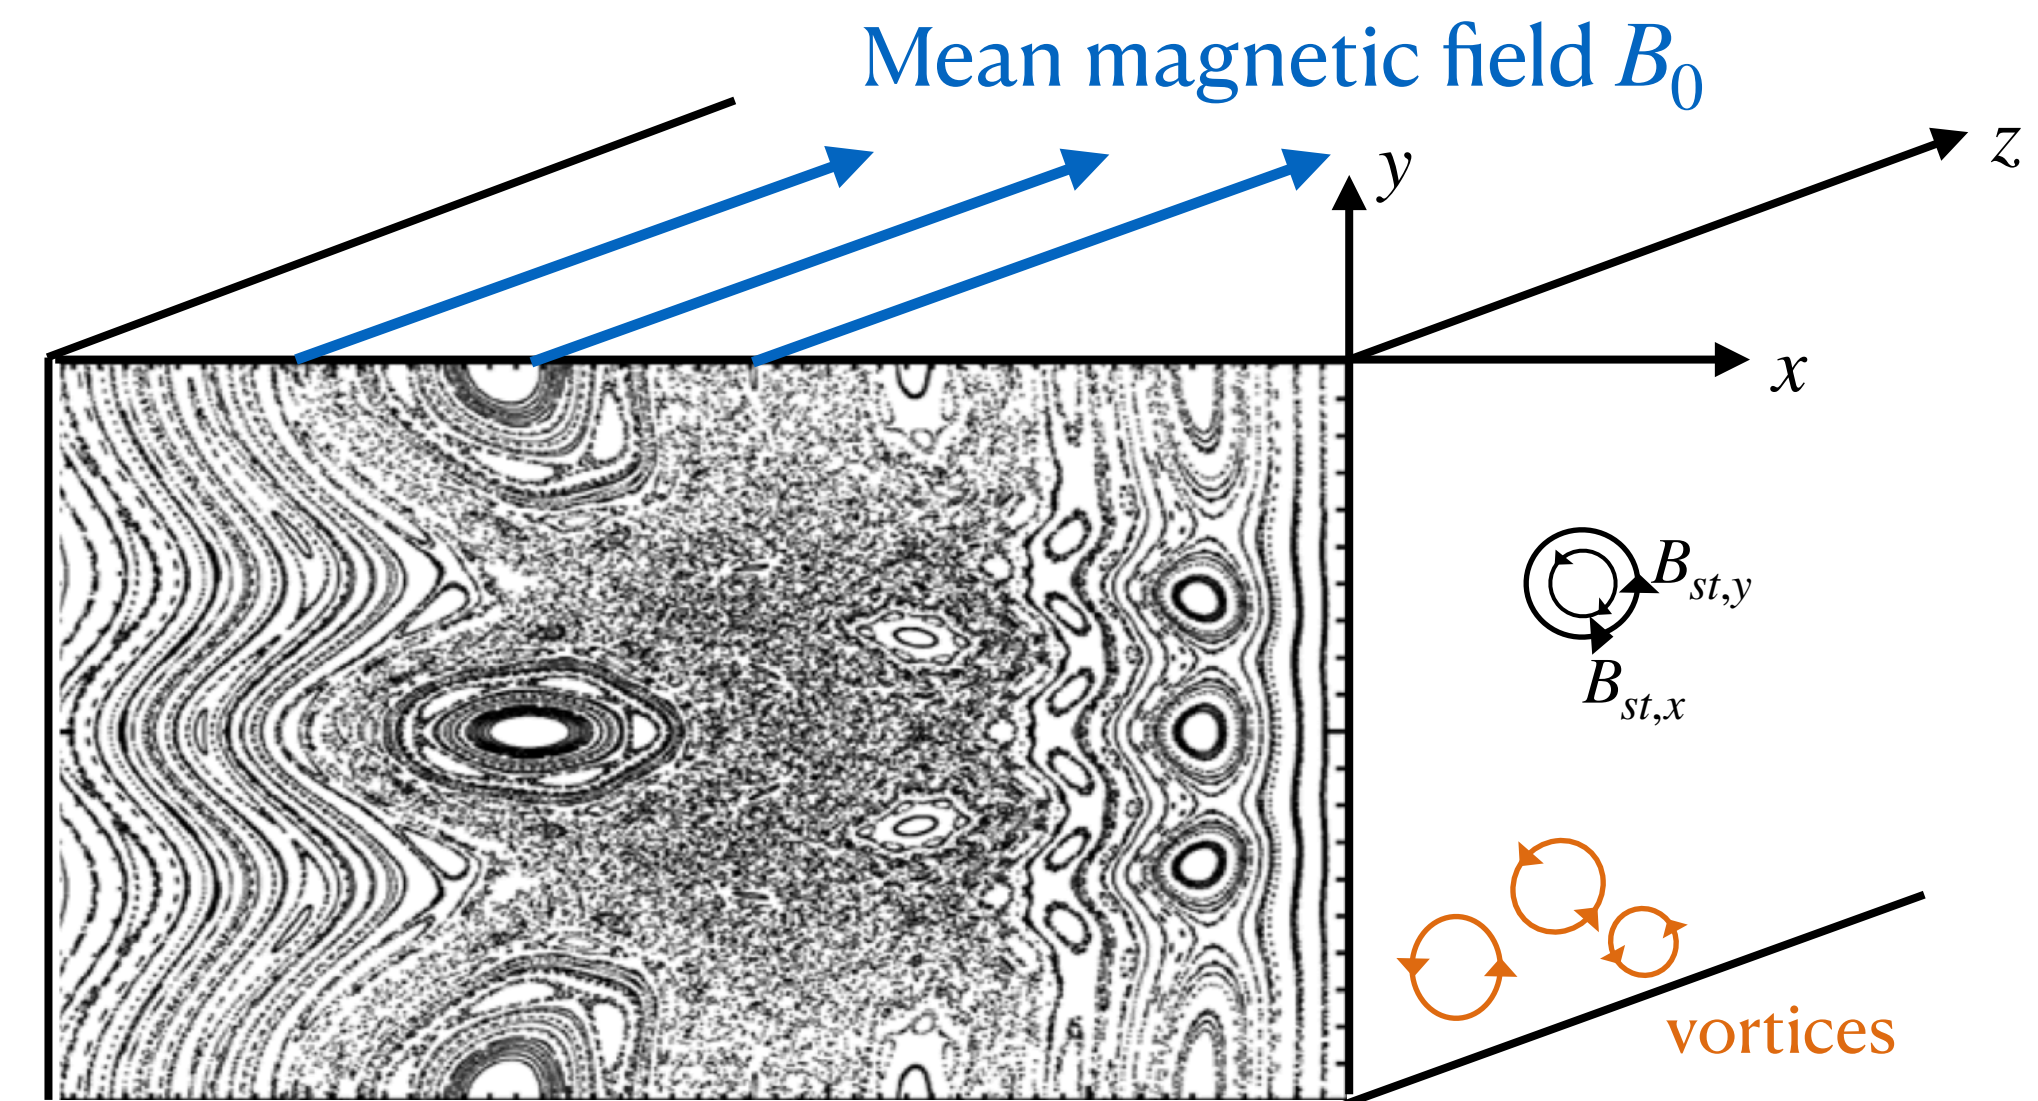 Mean magnetic field B₀
y
z
x
Bₛₜ,y
Bₛₜ,ₓ
vortices